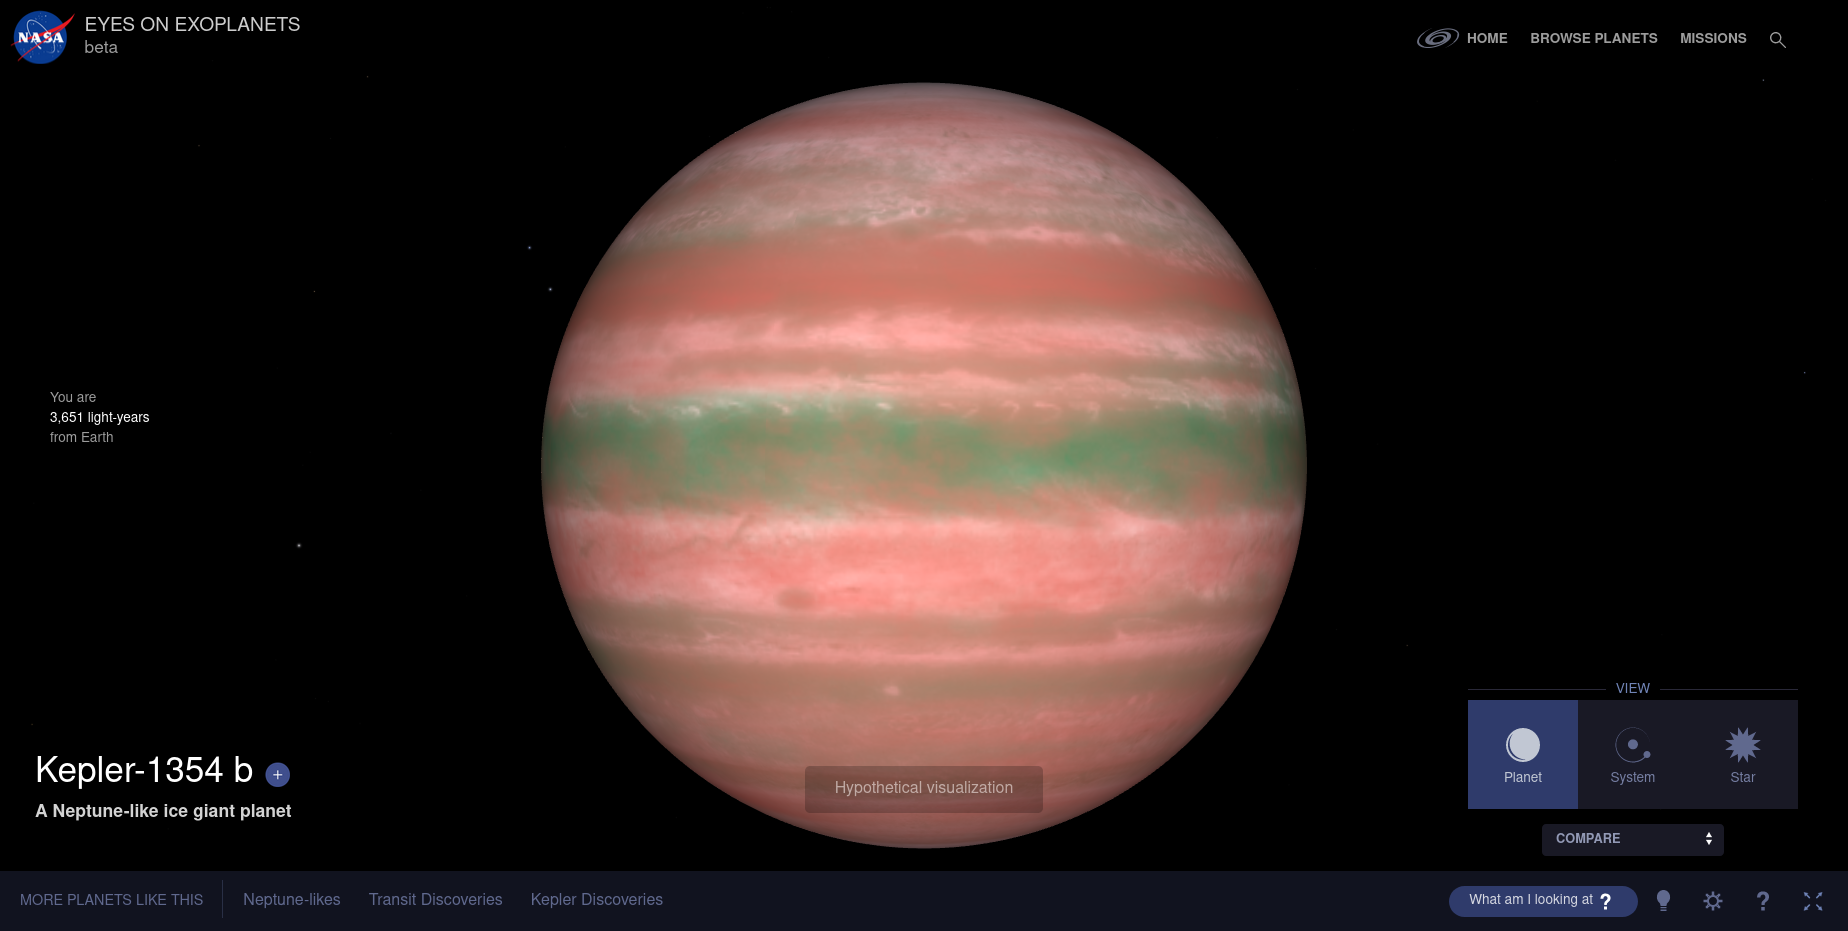 NASA
EYES ON EXOPLANETS
beta
HOME
BROWSE PLANETS
MISSIONS
You are
3,651 light-years
from Earth
Kepler-1354 b +
A Neptune-like ice giant planet
Hypothetical visualization
VIEW
Planet
System
Star
COMPARE
MORE PLANETS LIKE THIS
Neptune-likes
Transit Discoveries
Kepler Discoveries
What am I looking at ?
?